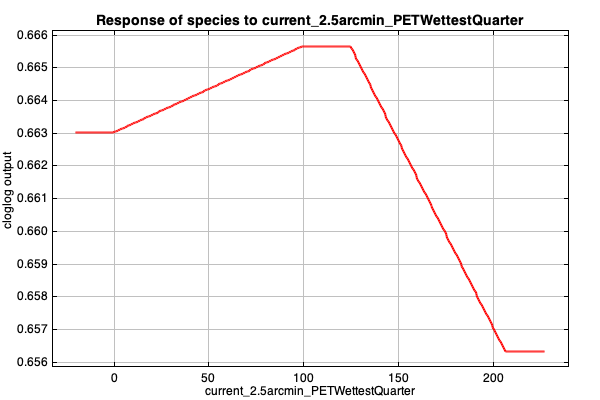 Response of species to current_2.5arcmin_PETWettestQuarter
0.666
0.665
0.664
0.663
0.662
0.661
0.660
0.659
0.658
0.657
0.656
cloglog output
0 50 100 150 200
current_2.5arcmin_PETWettestQuarter